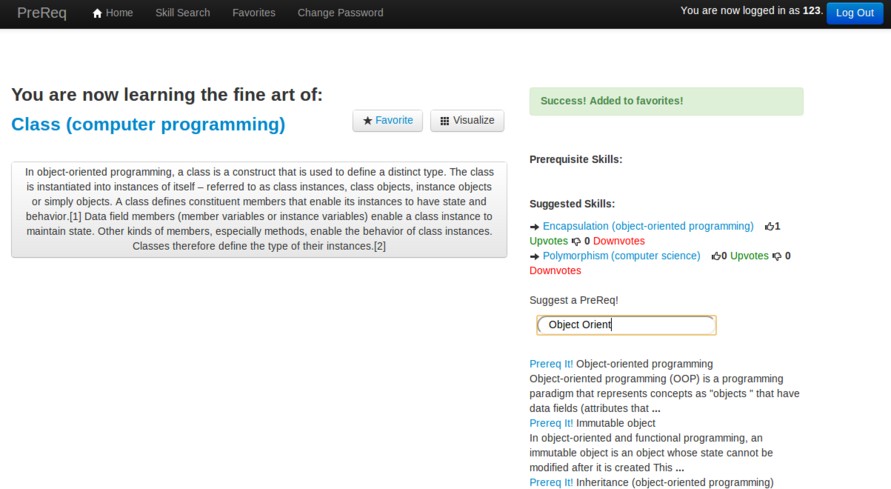 PreReq Home Skill Search Favorites Change Password You are now logged in as 123. Log Out
You are now learning the fine art of:
Class (computer programming)
Favorite Visualize
In object-oriented programming, a class is a construct that is used to define a distinct type. The class
is instantiated into instances of itself – referred to as class instances, class objects, instance objects
or simply objects. A class defines constituent members that enable its instances to have state and
behavior.[1] Data field members (member variables or instance variables) enable a class instance to
maintain state. Other kinds of members, especially methods, enable the behavior of class instances.
Classes therefore define the type of their instances.[2]
Success! Added to favorites!
Prerequisite Skills:
Suggested Skills:
Encapsulation (object-oriented programming) 1
Upvotes 0 Downvotes
Polymorphism (computer science) 0 Upvotes 0
Downvotes
Suggest a PreReq!
Object Orient
Prereq It! Object-oriented programming
Object-oriented programming (OOP) is a programming
paradigm that represents concepts as "objects " that have
data fields (attributes that ...
Prereq It! Immutable object
In object-oriented and functional programming, an
immutable object is an object whose state cannot be
modified after it is created This ...
Prereq It! Inheritance (object-oriented programming)